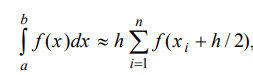 ∫_a^b f(x)dx ≈ h ∑_{i=1}^n f(x_i + h/2),